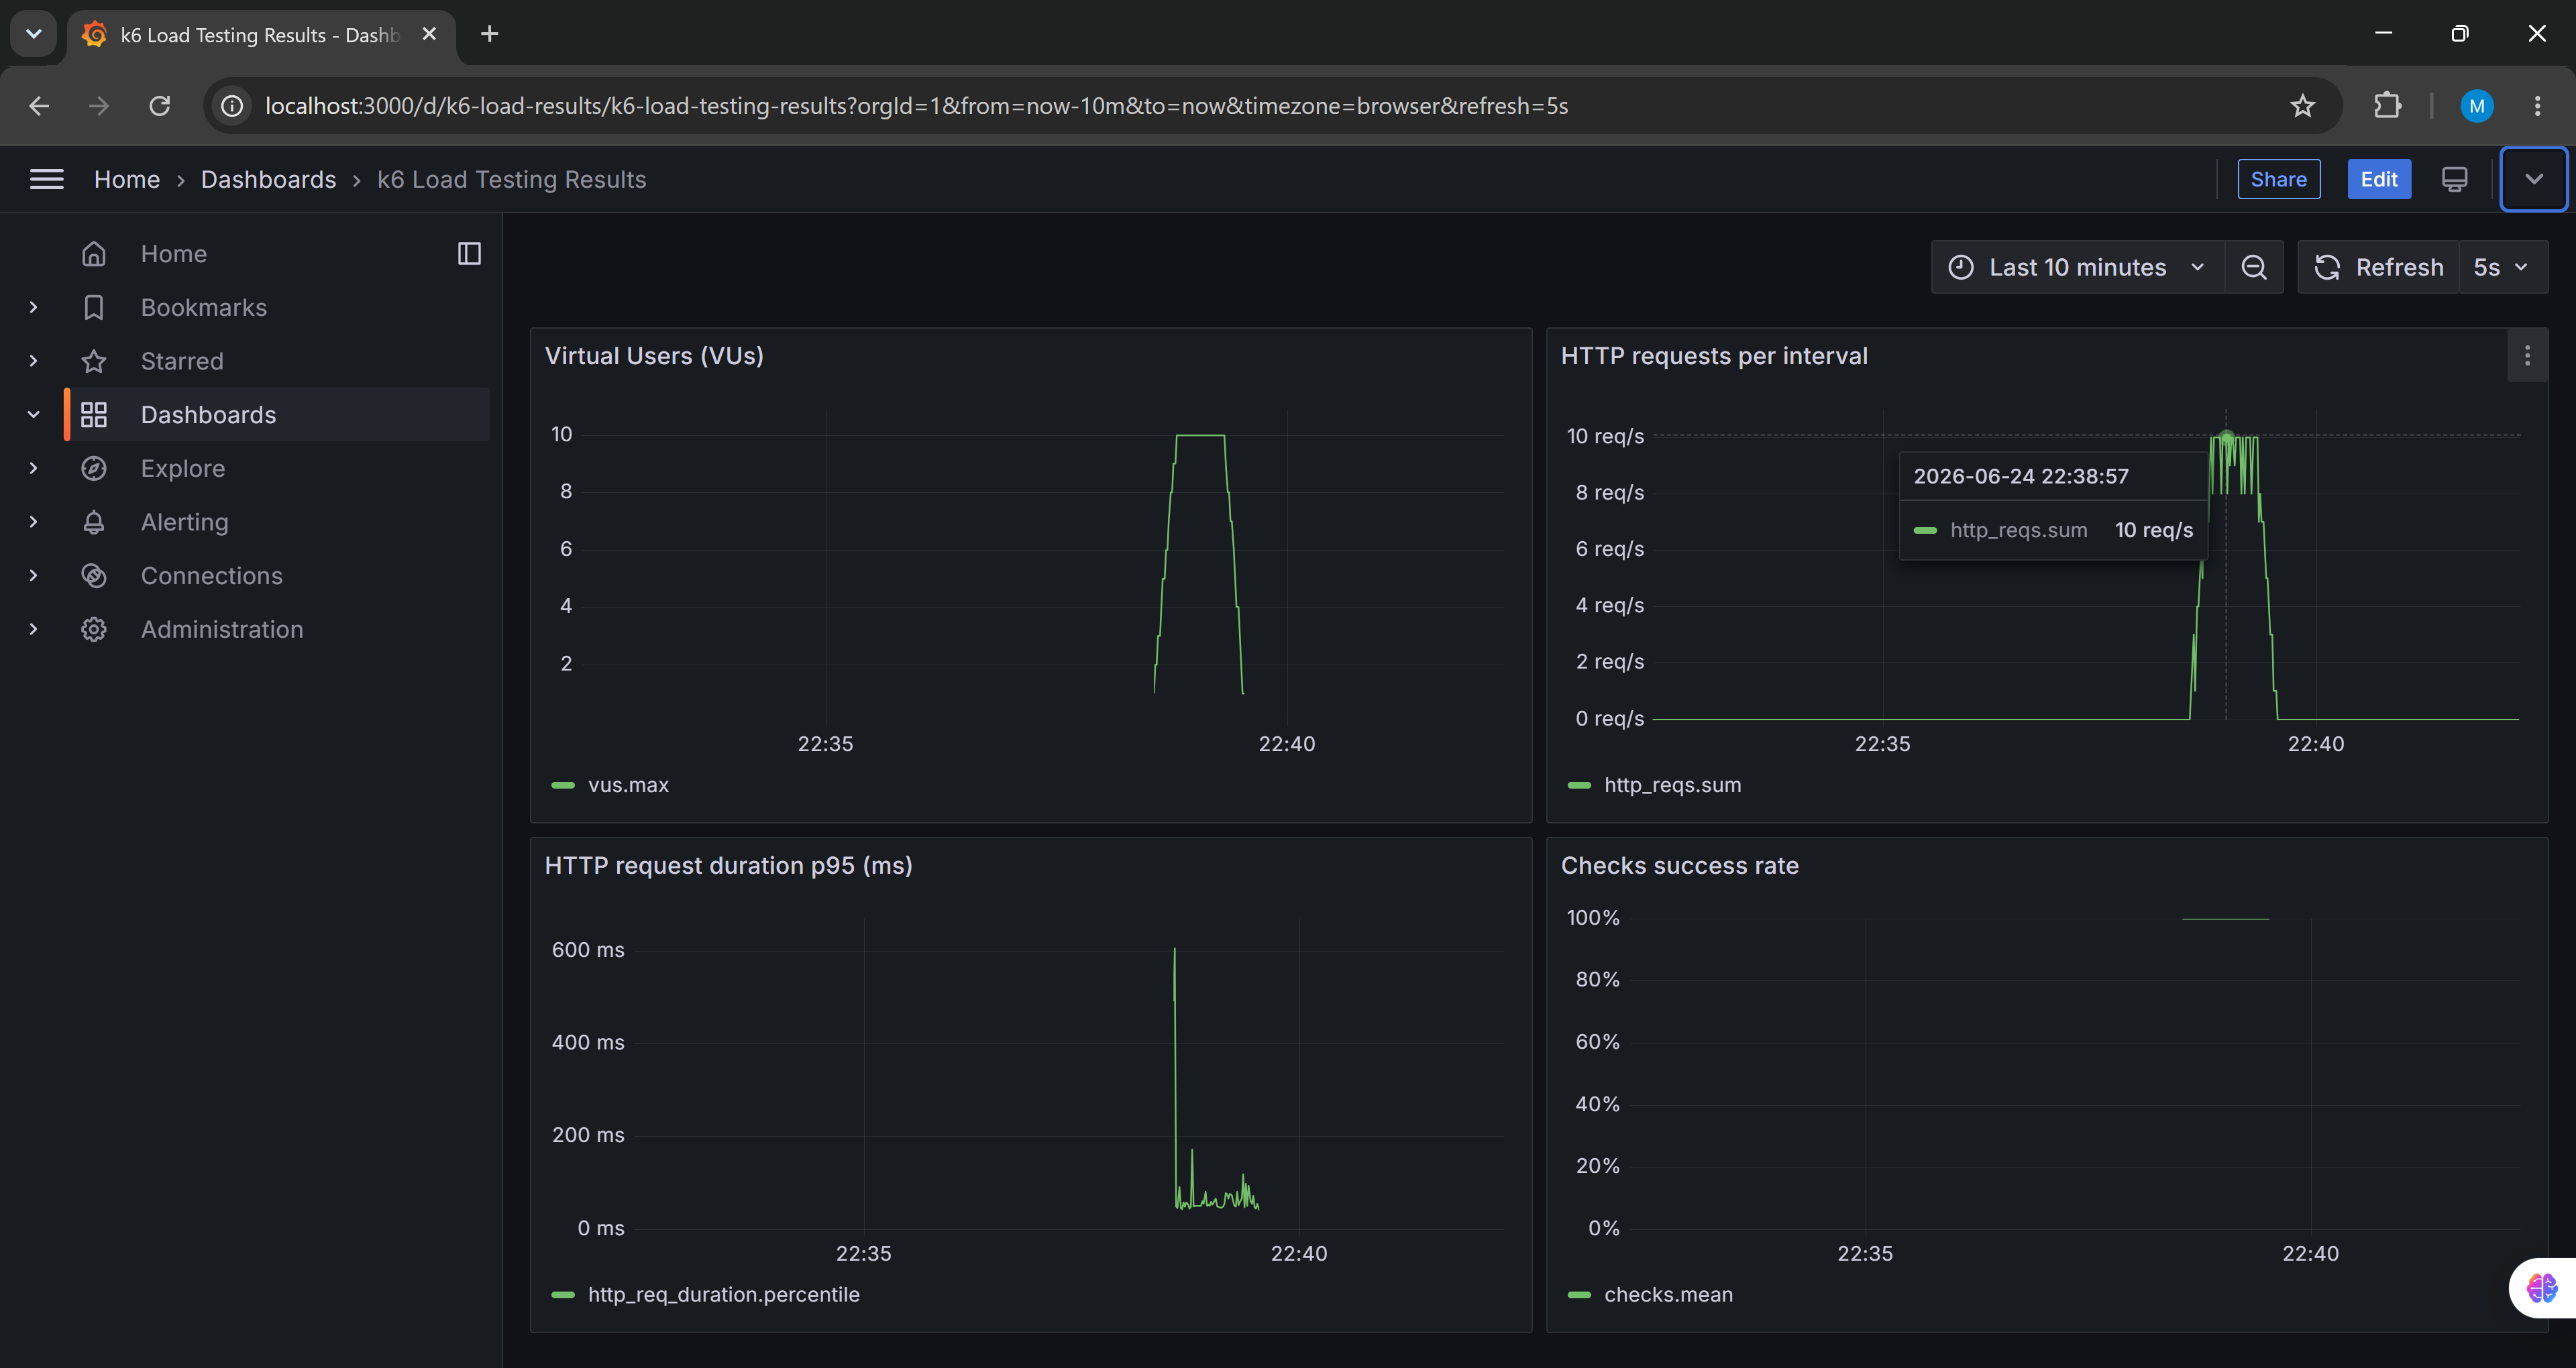 k6 Load Testing Results - Dashb
localhost:3000/d/k6-load-results/k6-load-testing-results?orgId=1&from=now-10m&to=now&timezone=browser&refresh=5s
M
Home › Dashboards › k6 Load Testing Results
Share
Edit
Home
Bookmarks
Starred
Dashboards
Explore
Alerting
Connections
Administration
Last 10 minutes
Refresh
5s
Virtual Users (VUs)
10
8
6
4
2
22:35
22:40
vus.max
HTTP requests per interval
10 req/s
8 req/s
6 req/s
4 req/s
2 req/s
0 req/s
2026-06-24 22:38:57
http_reqs.sum 10 req/s
22:35
22:40
http_reqs.sum
HTTP request duration p95 (ms)
600 ms
400 ms
200 ms
0 ms
22:35
22:40
http_req_duration.percentile
Checks success rate
100%
80%
60%
40%
20%
0%
22:35
22:40
checks.mean